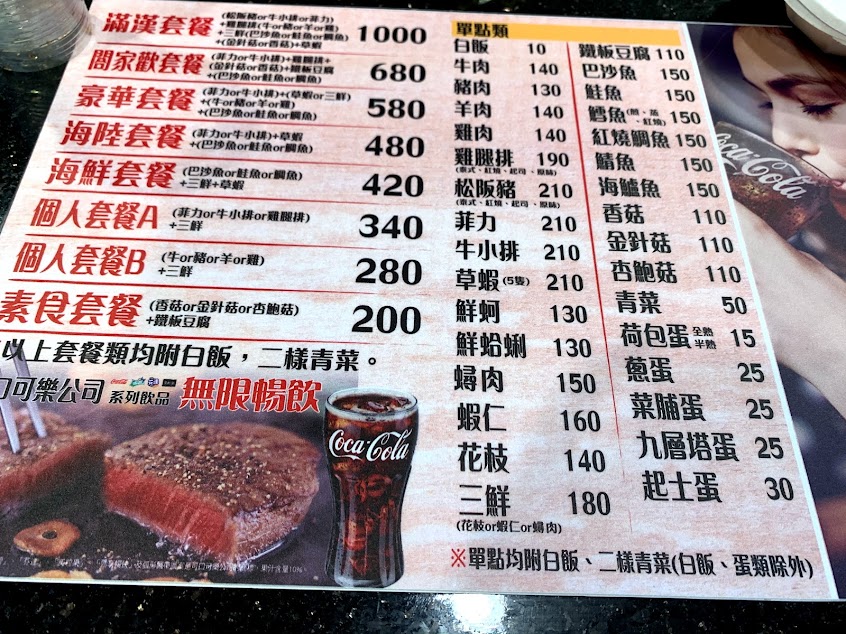 滿漢套餐 (松阪豬or牛小排or菲力) 1000
+雞腿排+(牛or豬or羊or雞)
+三鮮+(巴沙魚or鮭魚or鯛魚)
+(金針菇or香菇)+草蝦
闔家歡套餐 (菲力or牛小排)+雞腿排+ 680
(金針菇or香菇)+鐵板豆腐
+(巴沙魚or鮭魚or鯛魚)
豪華套餐 (菲力or牛小排)+(草蝦or三鮮) 580
+(牛or豬or羊or雞)
+(巴沙魚or鮭魚or鯛魚)
海陸套餐 (菲力or牛小排)+草蝦 480
+(巴沙魚or鮭魚or鯛魚)
海鮮套餐 (巴沙魚or鮭魚or鯛魚) 420
+三鮮+草蝦
個人套餐A (菲力or牛小排or雞腿排) 340
+三鮮
個人套餐B (牛or豬or羊or雞) 280
+三鮮
素食套餐 (香菇or金針菇or杏鮑菇) 200
+鐵板豆腐
以上套餐類均附白飯，二樣青菜。
口可樂公司 系列飲品 無限暢飲
Coca-Cola
單點類
白飯 10
牛肉 140
豬肉 130
羊肉 140
雞肉 140
雞腿排 190
(泰式、紅燒、起司、原味)
松阪豬 210
(泰式、紅燒、起司、原味)
菲力 210
牛小排 210
草蝦(5隻) 210
鮮蚵 130
鮮蛤蜊 130
蟳肉 150
蝦仁 160
花枝 140
三鮮 180
(花枝or蝦仁or蟳肉)
鐵板豆腐 110
巴沙魚 150
鮭魚 150
鱈魚(煎、蒸、紅燒) 150
紅燒鯛魚 150
鯖魚 150
海鱸魚 150
香菇 110
金針菇 110
杏鮑菇 110
青菜 50
荷包蛋 全熟 半熟 15
蔥蛋 25
菜脯蛋 25
九層塔蛋 25
起士蛋 30
※單點均附白飯、二樣青菜(白飯、蛋類除外)
Coca-Cola